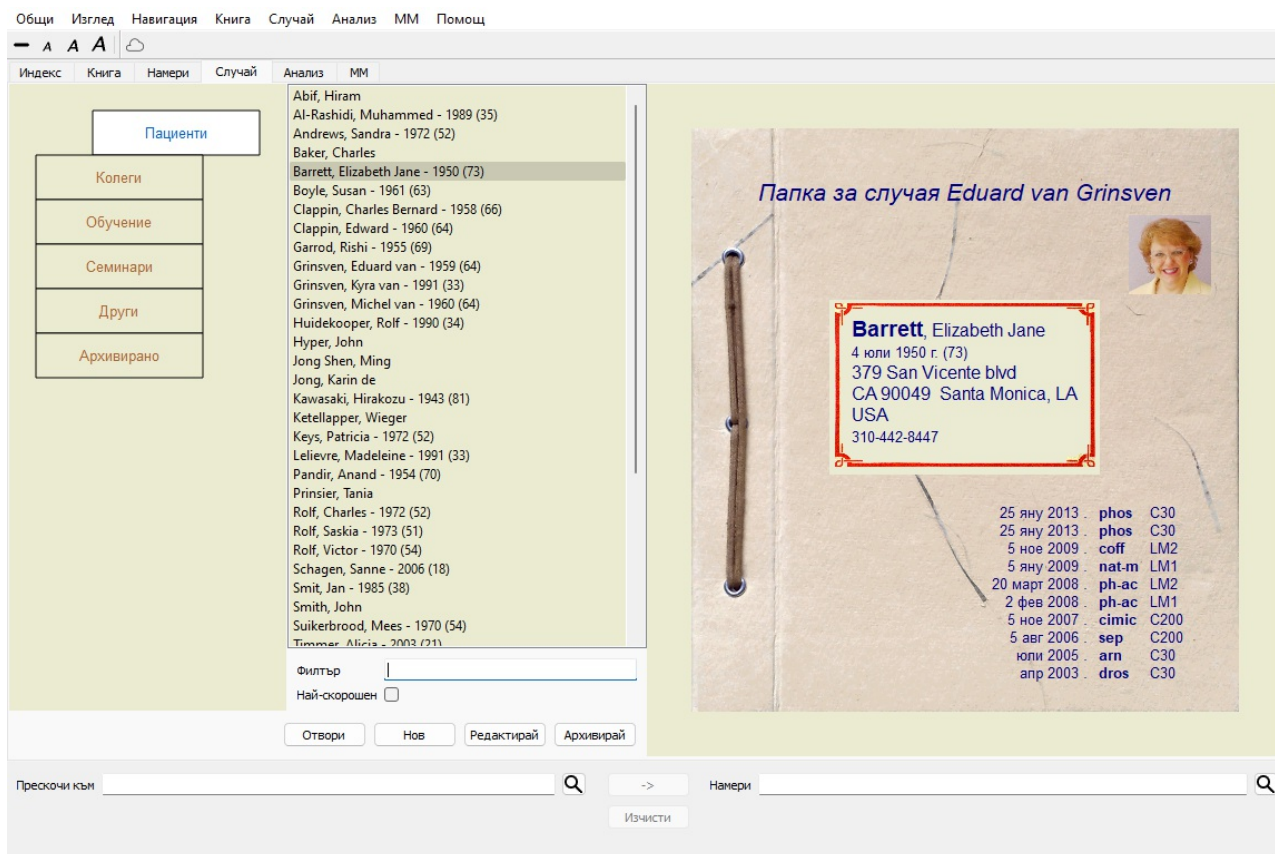 Общи Изглед Навигация Книга Случай Анализ ММ Помощ
A A A
Индекс Книга Намери Случай Анализ ММ
Пациенти
Колеги
Обучение
Семинари
Други
Архивирано
Abif, Hiram
Al-Rashidi, Muhammed - 1989 (35)
Andrews, Sandra - 1972 (52)
Baker, Charles
Barrett, Elizabeth Jane - 1950 (73)
Boyle, Susan - 1961 (63)
Clappin, Charles Bernard - 1958 (66)
Clappin, Edward - 1960 (64)
Garrod, Rishi - 1955 (69)
Grinsven, Eduard van - 1959 (64)
Grinsven, Kyra van - 1991 (33)
Grinsven, Michel van - 1960 (64)
Huidekooper, Rolf - 1990 (34)
Hyper, John
Jong Shen, Ming
Jong, Karin de
Kawasaki, Hirakozu - 1943 (81)
Ketellapper, Wieger
Keys, Patricia - 1972 (52)
Lelievre, Madeleine - 1991 (33)
Pandir, Anand - 1954 (70)
Prinsier, Tania
Rolf, Charles - 1972 (52)
Rolf, Saskia - 1973 (51)
Rolf, Victor - 1970 (54)
Schagen, Sanne - 2006 (18)
Smit, Jan - 1985 (38)
Smith, John
Suikerbrood, Mees - 1970 (54)
Timmer, Alicia - 2003 (21)
Филтър
Най-скорошен
Отвори Нов Редактирай Архивирай
Папка за случая Eduard van Grinsven
Barrett, Elizabeth Jane
4 юли 1950 г. (73)
379 San Vicente blvd
CA 90049 Santa Monica, LA
USA
310-442-8447
25 яну 2013 . phos C30
25 яну 2013 . phos C30
5 ное 2009 . coff LM2
5 яну 2009 . nat-m LM1
20 март 2008 . ph-ac LM2
2 фев 2008 . ph-ac LM1
5 ное 2007 . cimic C200
5 авг 2006 . sep C200
юли 2005 . arn C30
апр 2003 . dros C30
Прескочи към -> Намери
Изчисти